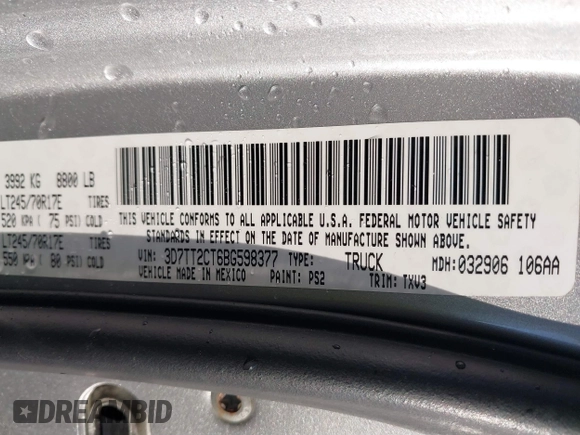 3992 KG 8800 LB
LT245/70R17E TIRES
520 KPA ( 75 PSI) COLD
LT245/70R17E TIRES
550 KPA ( 80 PSI) COLD
THIS VEHICLE CONFORMS TO ALL APPLICABLE U.S.A. FEDERAL MOTOR VEHICLE SAFETY
STANDARDS IN EFFECT ON THE DATE OF MANUFACTURE SHOWN ABOVE.
VIN: 3D7TT2CT6BG598377 TYPE: TRUCK MDH:032906 106AA
VEHICLE MADE IN MEXICO PAINT: PS2 TRIM: TXV3
DREAMBID